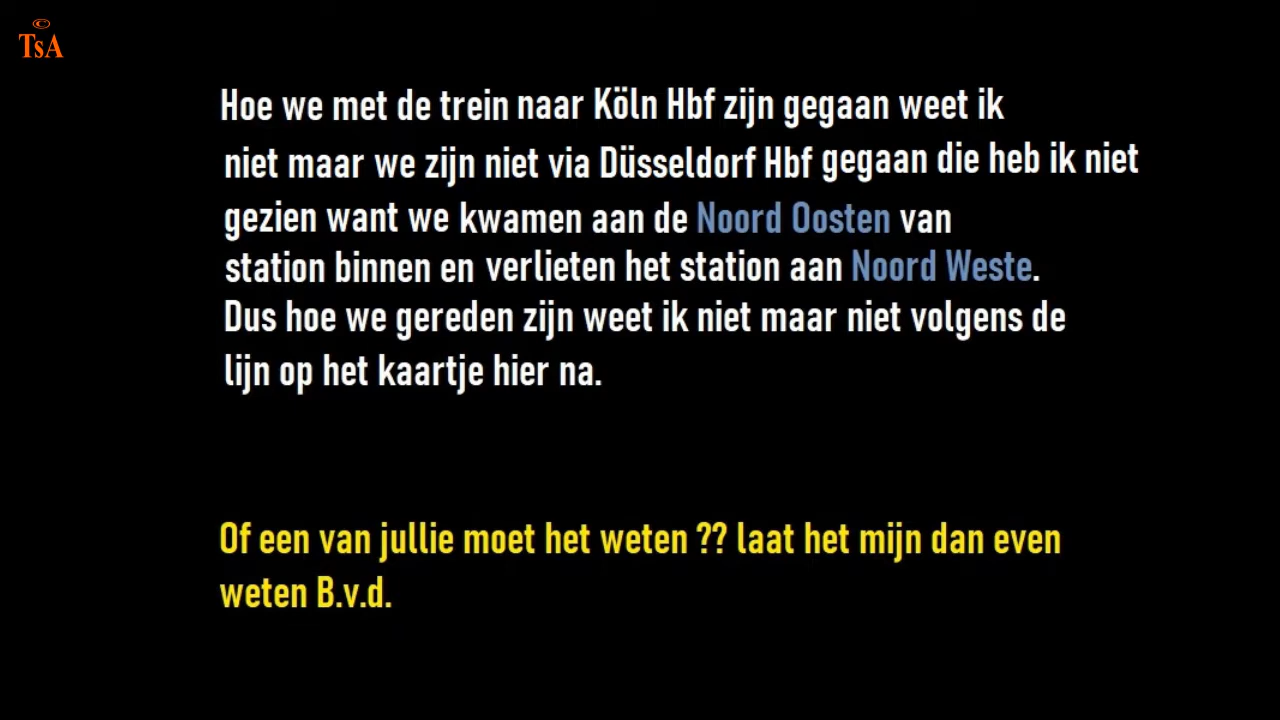 ©
TsA
Hoe we met de trein naar Köln Hbf zijn gegaan weet ik
niet maar we zijn niet via Düsseldorf Hbf gegaan die heb ik niet
gezien want we kwamen aan de Noord Oosten van
station binnen en verlieten het station aan Noord Weste.
Dus hoe we gereden zijn weet ik niet maar niet volgens de
lijn op het kaartje hier na.
Of een van jullie moet het weten ?? laat het mijn dan even
weten B.v.d.